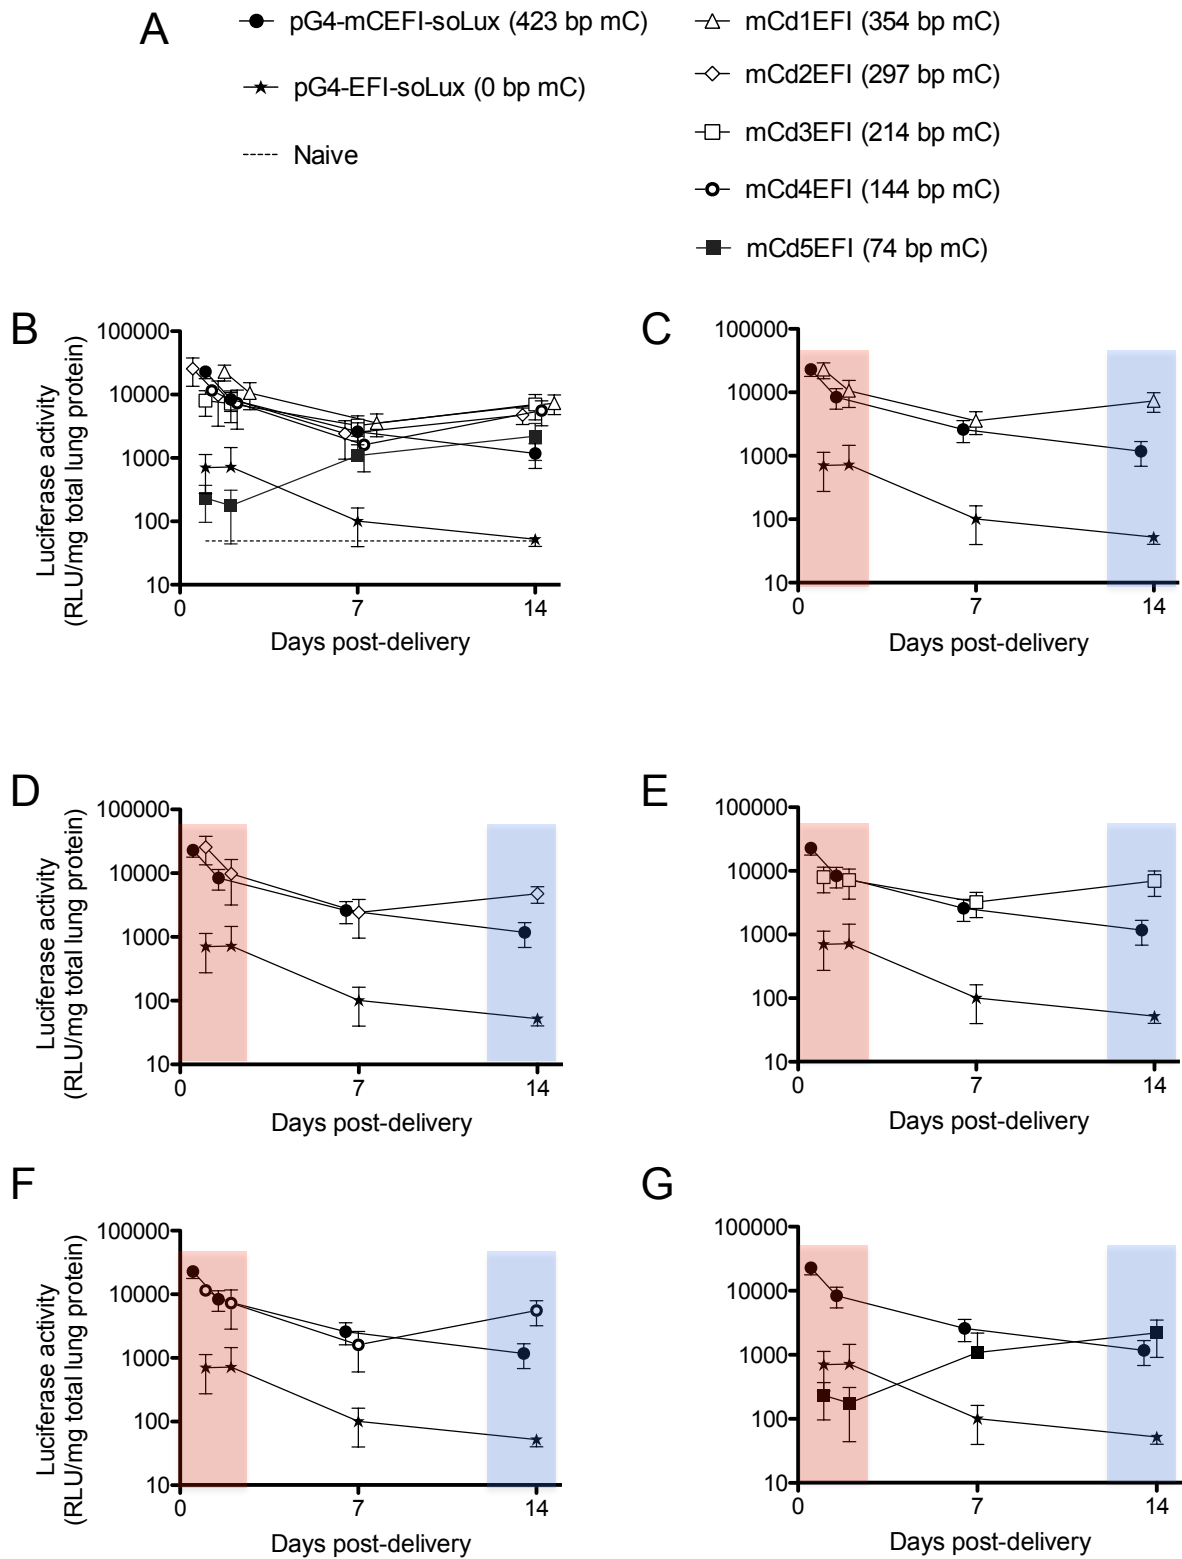 A
pG4-mCEFI-soLux (423 bp mC)
pG4-EFI-soLux (0 bp mC)
Naive
mCd1EFI (354 bp mC)
mCd2EFI (297 bp mC)
mCd3EFI (214 bp mC)
mCd4EFI (144 bp mC)
mCd5EFI (74 bp mC)
B
Luciferase activity
(RLU/mg total lung protein)
100000
10000
1000
100
10
0 7 14
Days post-delivery
C
100000
10000
1000
100
10
0 7 14
Days post-delivery
D
Luciferase activity
(RLU/mg total lung protein)
100000
10000
1000
100
10
0 7 14
Days post-delivery
E
100000
10000
1000
100
10
0 7 14
Days post-delivery
F
Luciferase activity
(RLU/mg total lung protein)
100000
10000
1000
100
10
0 7 14
Days post-delivery
G
100000
10000
1000
100
10
0 7 14
Days post-delivery